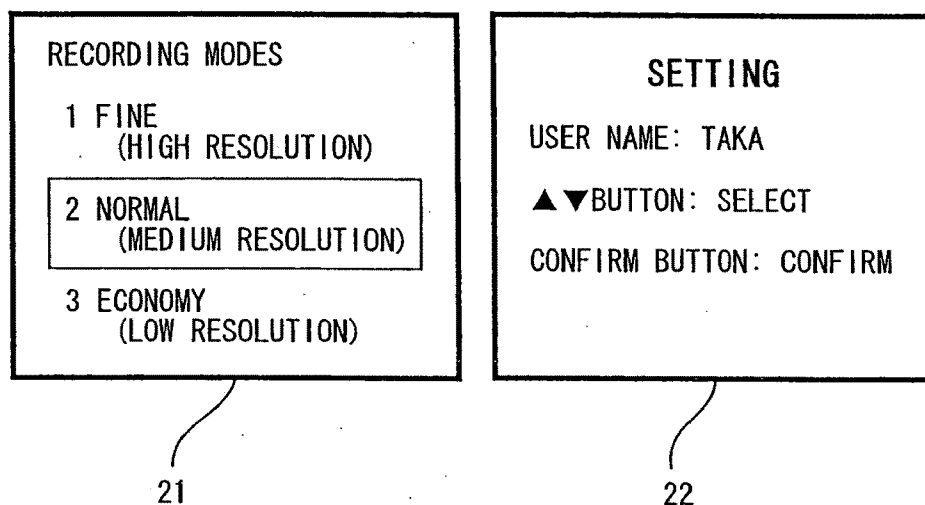 RECORDING MODES
1 FINE
(HIGH RESOLUTION)
2 NORMAL
(MEDIUM RESOLUTION)
3 ECONOMY
(LOW RESOLUTION)
21
SETTING
USER NAME: TAKA
▲▼BUTTON: SELECT
CONFIRM BUTTON: CONFIRM
22